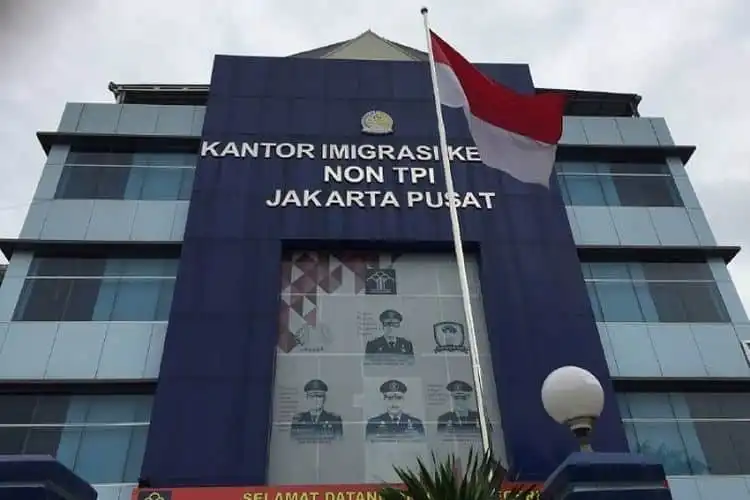 KANTOR IMIGRASI KE
NON TPI
JAKARTA PUSAT
SELAMAT DATAN